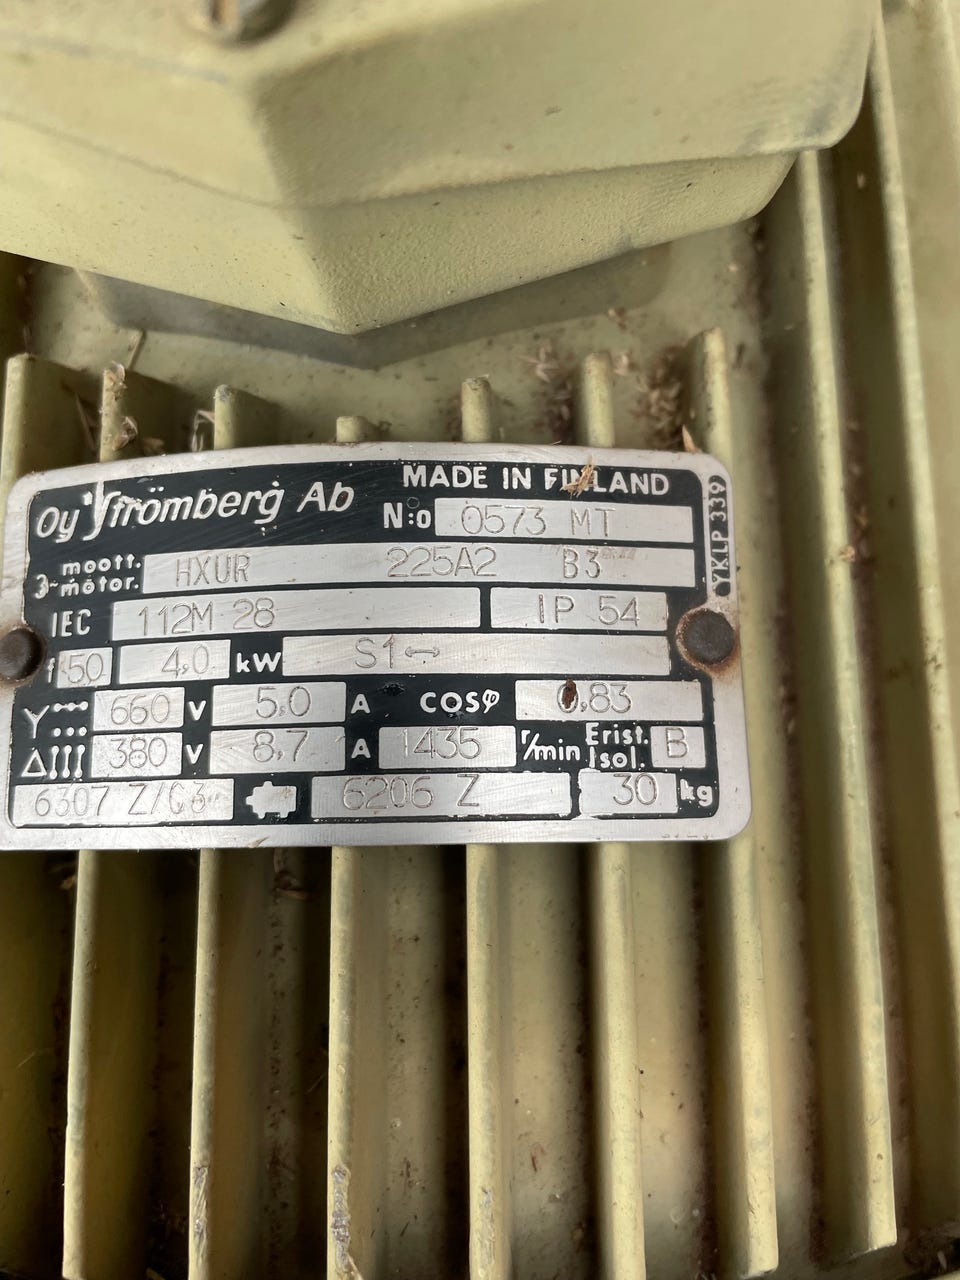 Oy Strömberg Ab MADE IN FINLAND
N:o 0573 MT
3~ moott. motor. HXUR 225A2 B3
IEC 112M 28 IP 54
f 50 4,0 kW S1
Y 660 V 5,0 A COSφ 0,83
Δ 380 V 8,7 A 1435 r/min Erist. Isol. B
6307 Z/C3 6206 Z 30 kg
YKLP 339